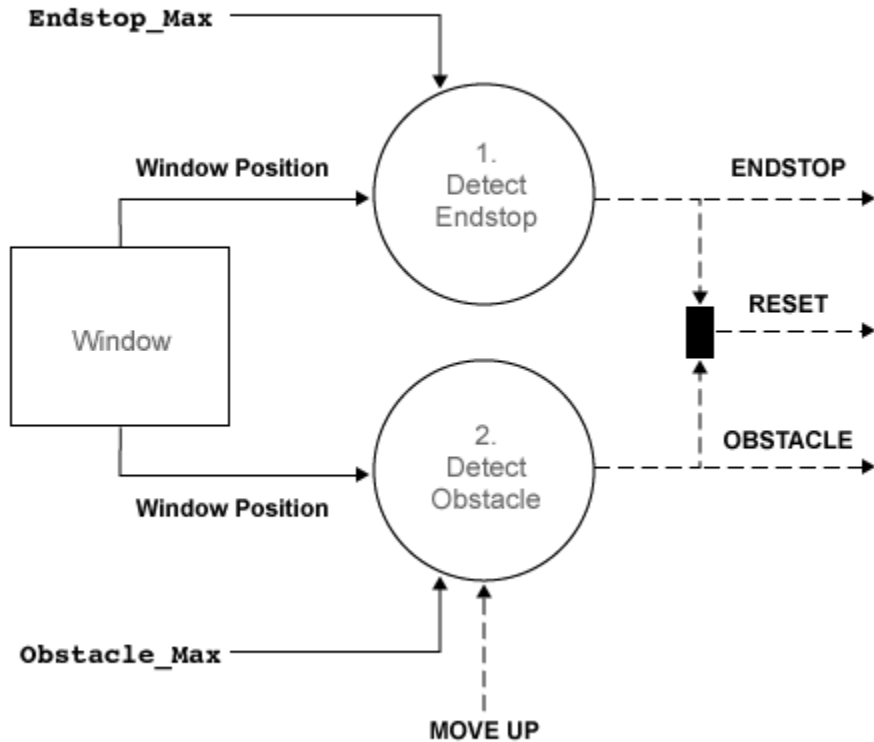 Endstop_Max
Window Position
1.
Detect
Endstop
ENDSTOP
RESET
Window
2.
Detect
Obstacle
OBSTACLE
Window Position
Obstacle_Max
MOVE UP